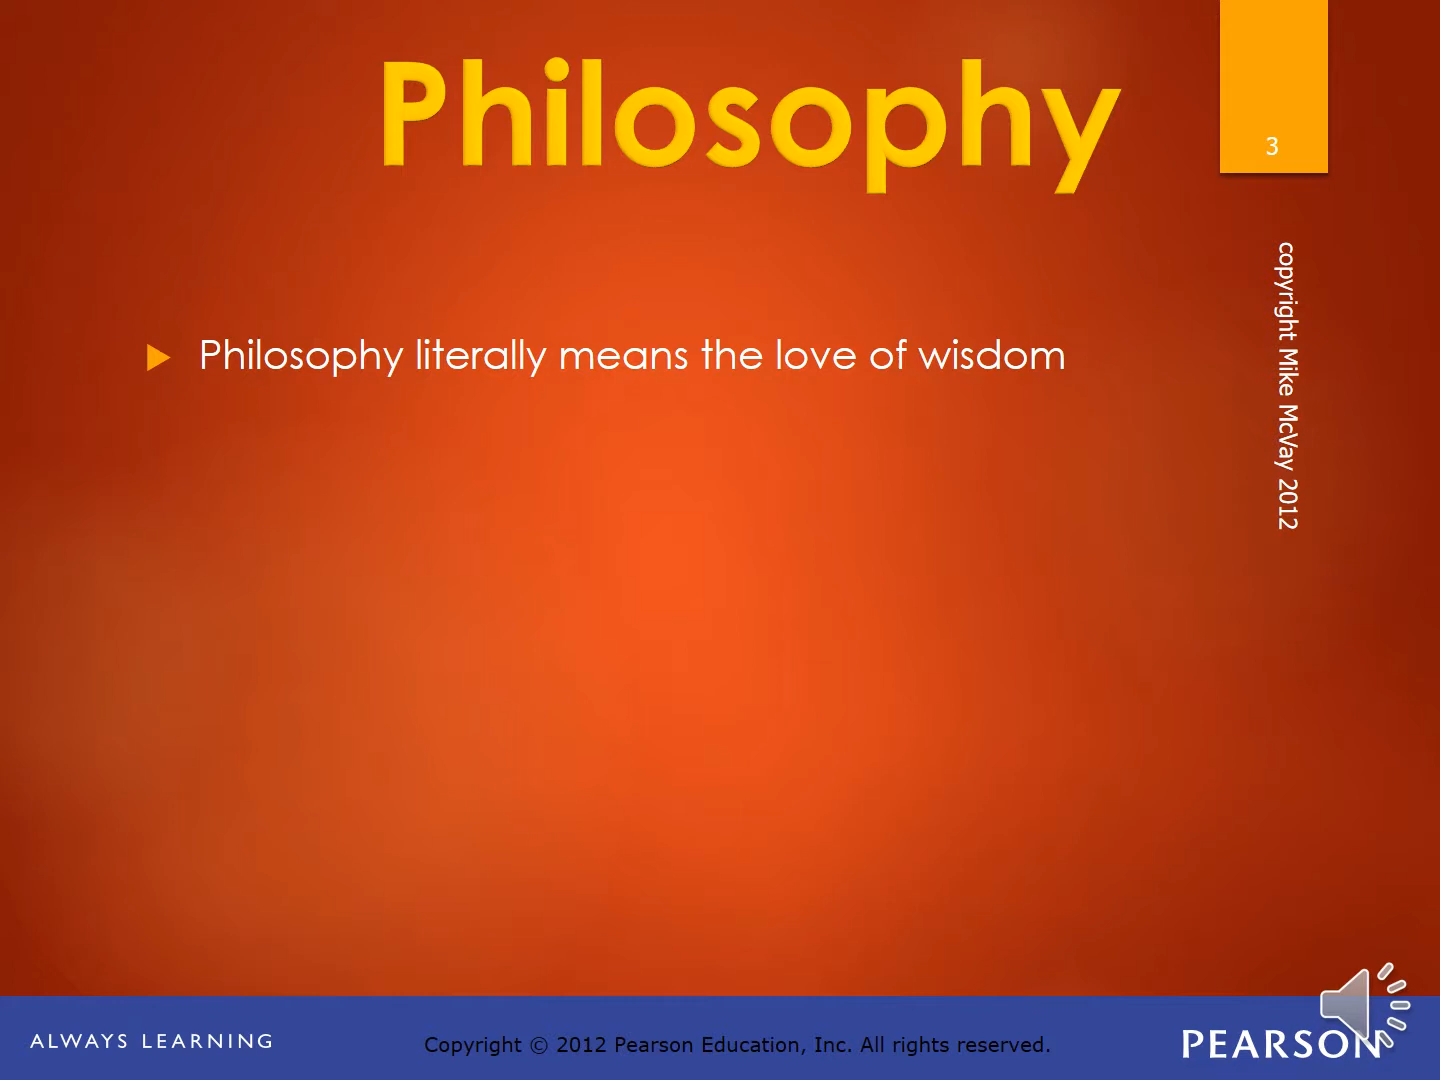 Philosophy
3
copyright Mike McVay 2012
Philosophy literally means the love of wisdom
ALWAYS LEARNING
Copyright © 2012 Pearson Education, Inc. All rights reserved.
PEARSON